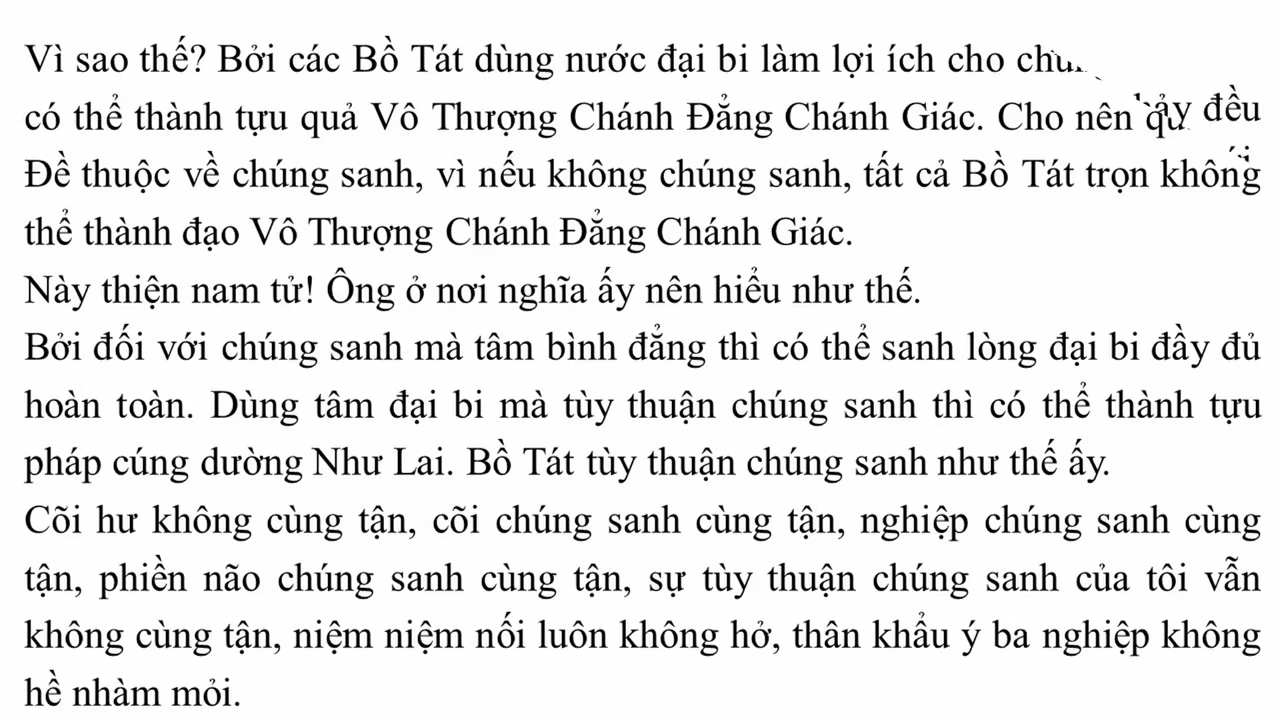 Vì sao thế? Bởi các Bồ Tát dùng nước đại bi làm lợi ích cho
có thể thành tựu quả Vô Thượng Chánh Đẳng Chánh Giác. Cho nên đều
Đề thuộc về chúng sanh, vì nếu không chúng sanh, tất cả Bồ Tát trọn không
thể thành đạo Vô Thượng Chánh Đẳng Chánh Giác.
Này thiện nam tử! Ông ở nơi nghĩa ấy nên hiểu như thế.
Bởi đối với chúng sanh mà tâm bình đẳng thì có thể sanh lòng đại bi đầy đủ
hoàn toàn. Dùng tâm đại bi mà tùy thuận chúng sanh thì có thể thành tựu
pháp cúng dường Như Lai. Bồ Tát tùy thuận chúng sanh như thế ấy.
Cõi hư không cùng tận, cõi chúng sanh cùng tận, nghiệp chúng sanh cùng
tận, phiền não chúng sanh cùng tận, sự tùy thuận chúng sanh của tôi vẫn
không cùng tận, niệm niệm nối luôn không hở, thân khẩu ý ba nghiệp không
hề nhàm mỏi.